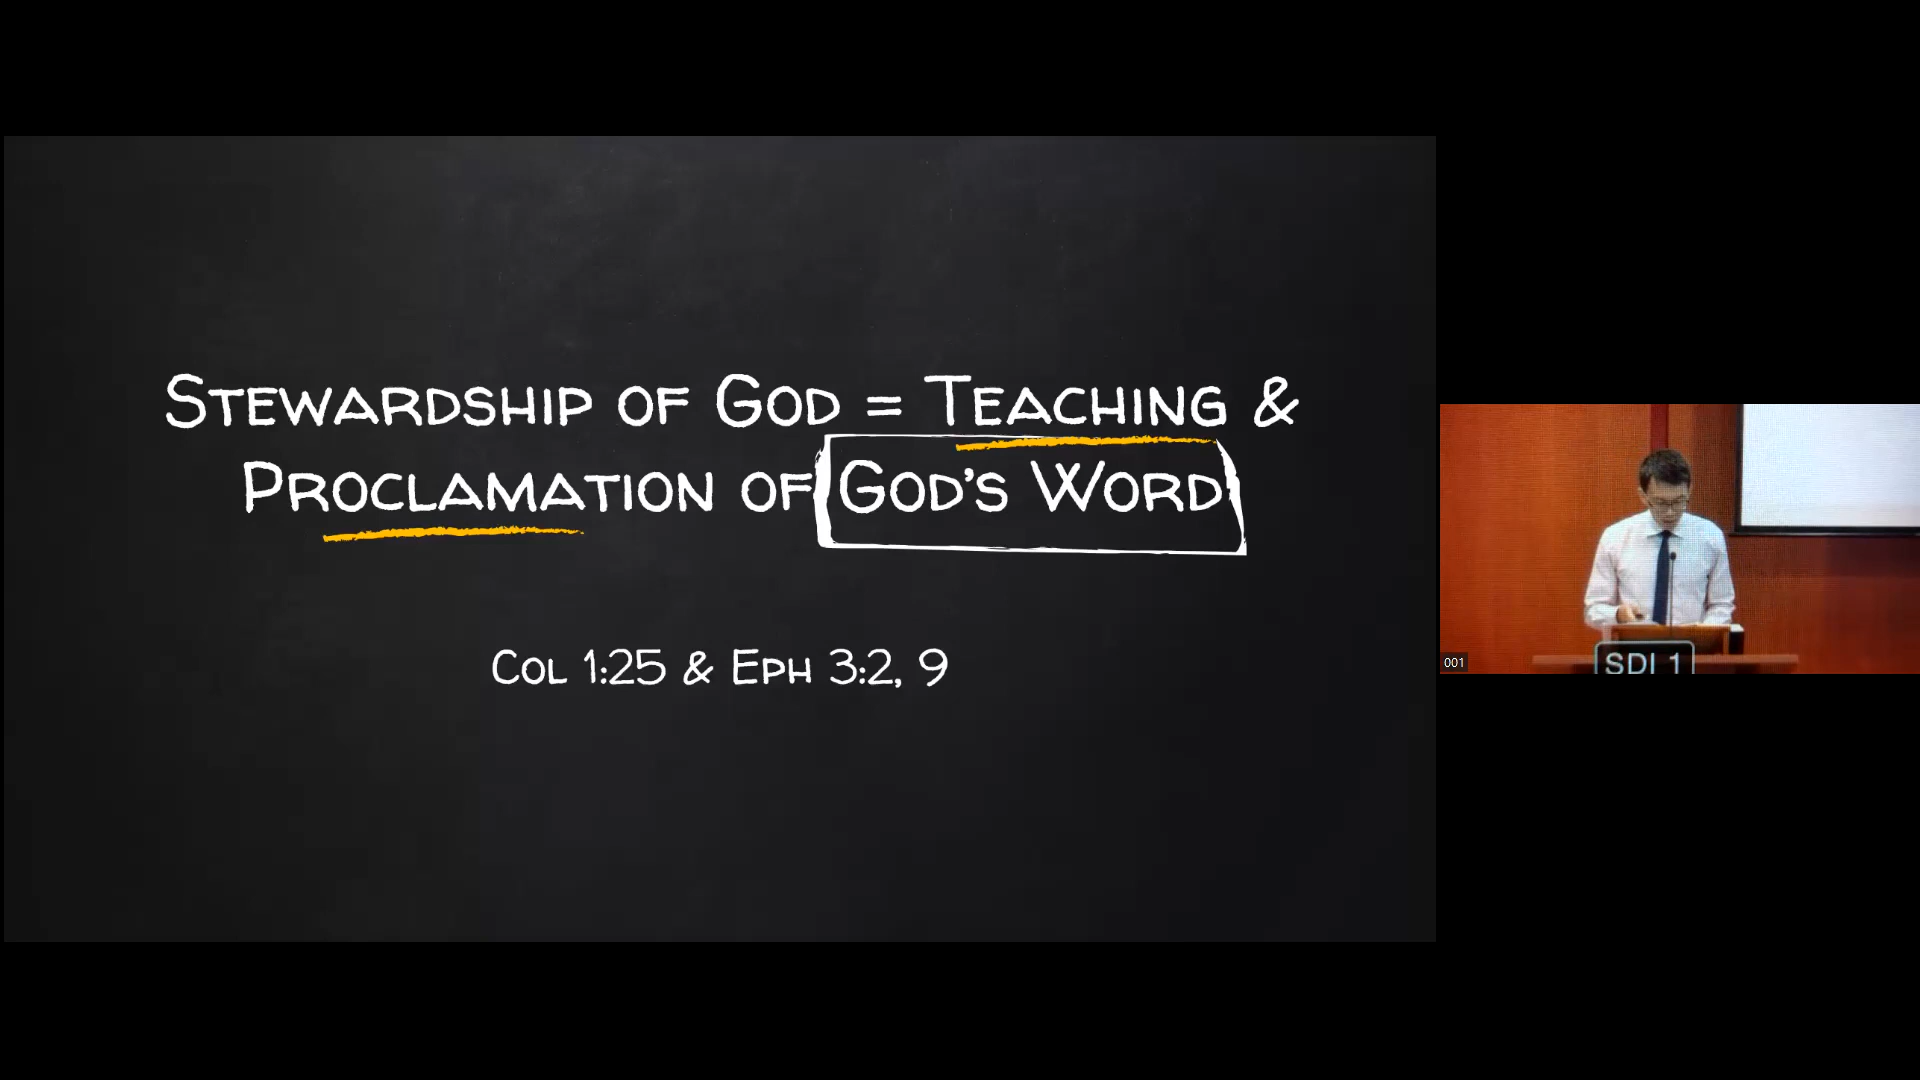 Stewardship of God = Teaching &
Proclamation of God's Word
Col 1:25 & Eph 3:2, 9
001
SDI 1